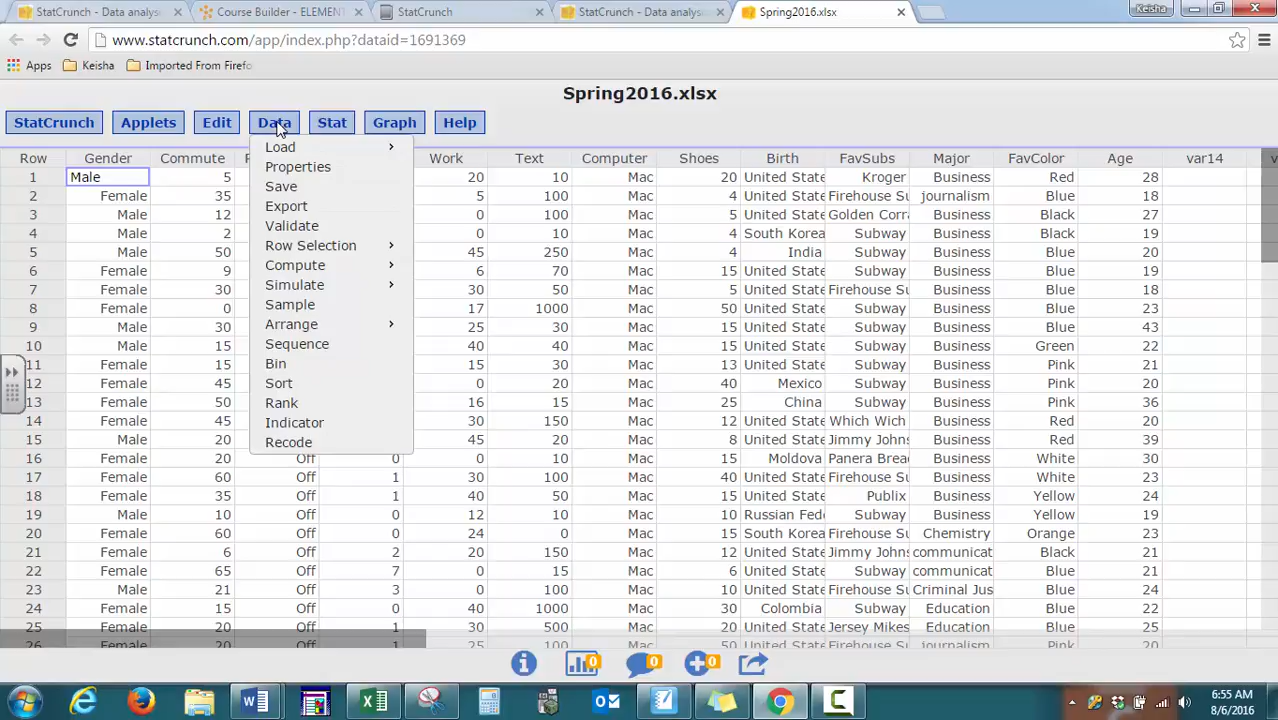 StatCrunch - Data analysis
Course Builder - ELEMENT
StatCrunch
StatCrunch - Data analysis
Spring2016.xlsx
Keisha
www.statcrunch.com/app/index.php?dataid=1691369
Apps Keisha Imported From Firefo
Spring2016.xlsx
StatCrunch Applets Edit Data Stat Graph Help
Load
Properties
Save
Export
Validate
Row Selection
Compute
Simulate
Sample
Arrange
Sequence
Bin
Sort
Rank
Indicator
Recode
Row Gender Commute Work Text Computer Shoes Birth FavSubs Major FavColor Age var14
1 Male 5 20 10 Mac 20 United State Kroger Business Red 28
2 Female 35 5 100 Mac 5 United State Firehouse Su journalism Blue 18
3 Male 12 0 100 Mac 5 United State Golden Corra Business Black 27
4 Male 2 0 10 Mac 4 South Korea Subway Business Black 19
5 Male 50 45 250 Mac 4 India Subway Business Blue 20
6 Female 9 6 70 Mac 15 United State Subway Business Blue 19
7 Female 30 30 50 Mac 5 United State Firehouse Su Business Blue 18
8 Female 0 17 1000 Mac 50 United State Subway Business Blue 23
9 Male 30 25 30 Mac 15 United State Subway Business Blue 43
10 Male 15 40 40 Mac 15 United State Subway Business Green 22
11 Female 15 15 30 Mac 13 United State Subway Business Pink 21
12 Female 45 0 20 Mac 40 Mexico Subway Business Pink 20
13 Female 50 16 15 Mac 25 China Subway Business Pink 36
14 Female 45 30 150 Mac 12 United State Which Wich Business Red 20
15 Male 20 45 20 Mac 8 United State Jimmy Johns Business Red 39
16 Female 20 Off 0 0 10 Mac 15 Moldova Panera Brea Business White 30
17 Female 60 Off 1 30 100 Mac 40 United State Firehouse Su Business White 23
18 Female 35 Off 1 40 50 Mac 15 United State Publix Business Yellow 24
19 Male 10 Off 0 12 10 Mac 10 Russian Fede Subway Business Yellow 19
20 Female 60 Off 0 24 0 Mac 15 South Korea Firehouse Su Chemistry Orange 23
21 Female 6 Off 2 20 150 Mac 12 United State Jimmy Johns communicat Black 21
22 Female 65 Off 7 0 15 Mac 6 United State Subway communicat Blue 21
23 Male 21 Off 3 0 100 Mac 10 United State Firehouse Su Criminal Jus Blue 24
24 Female 15 Off 0 40 1000 Mac 30 Colombia Subway Education Blue 22
25 Female 20 Off 1 30 500 Mac 20 United State Jersey Mikes Education Blue 21
26 Female 20 Off 1 25 100 Mac 10 United State Subway journalism Pink 20
0 0 0
6:55 AM
8/6/2016